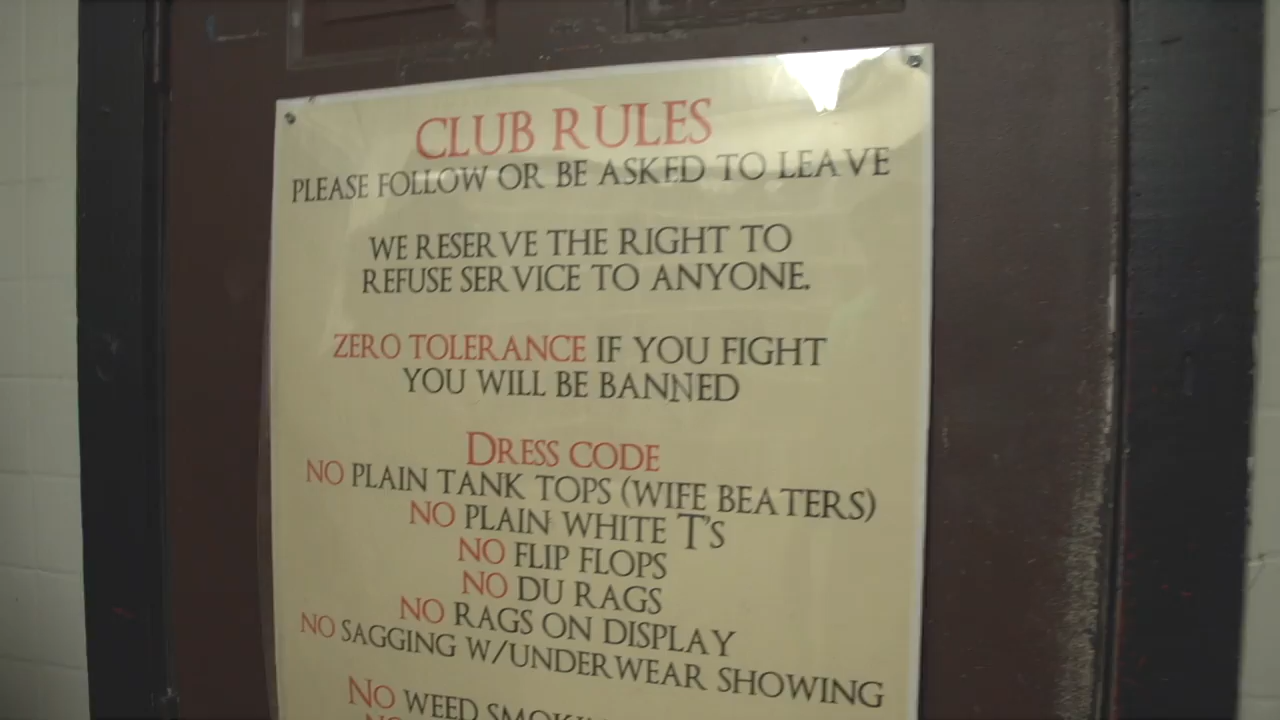 CLUB RULES
PLEASE FOLLOW OR BE ASKED TO LEAVE
WE RESERVE THE RIGHT TO
REFUSE SERVICE TO ANYONE.
ZERO TOLERANCE IF YOU FIGHT
YOU WILL BE BANNED
DRESS CODE
NO PLAIN TANK TOPS (WIFE BEATERS)
NO PLAIN WHITE T'S
NO FLIP FLOPS
NO DU RAGS
NO RAGS ON DISPLAY
NO SAGGING W/UNDERWEAR SHOWING
NO WEED